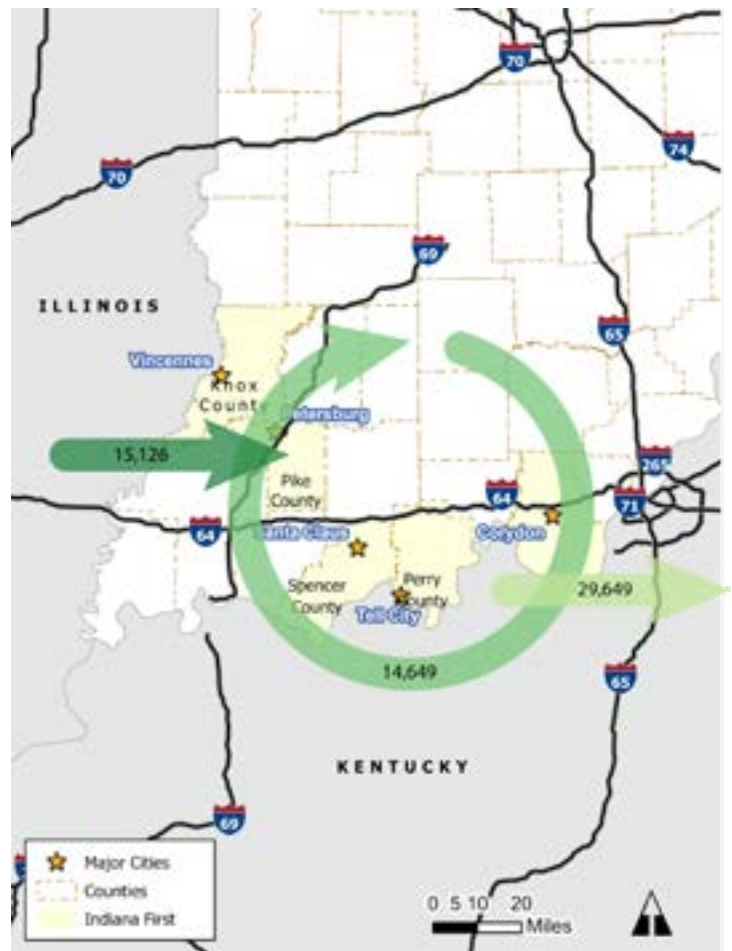 70
74
70
69
ILLINOIS
65
Vincennes
Knox
County
Petersburg
15,126
265
Pike
County
64
71
64
Santa Claus
Corydon
Spencer
County
Perry
County
29,649
Tell City
14,649
65
KENTUCKY
69
Major Cities
Counties
Indiana First
0 5 10 20
Miles